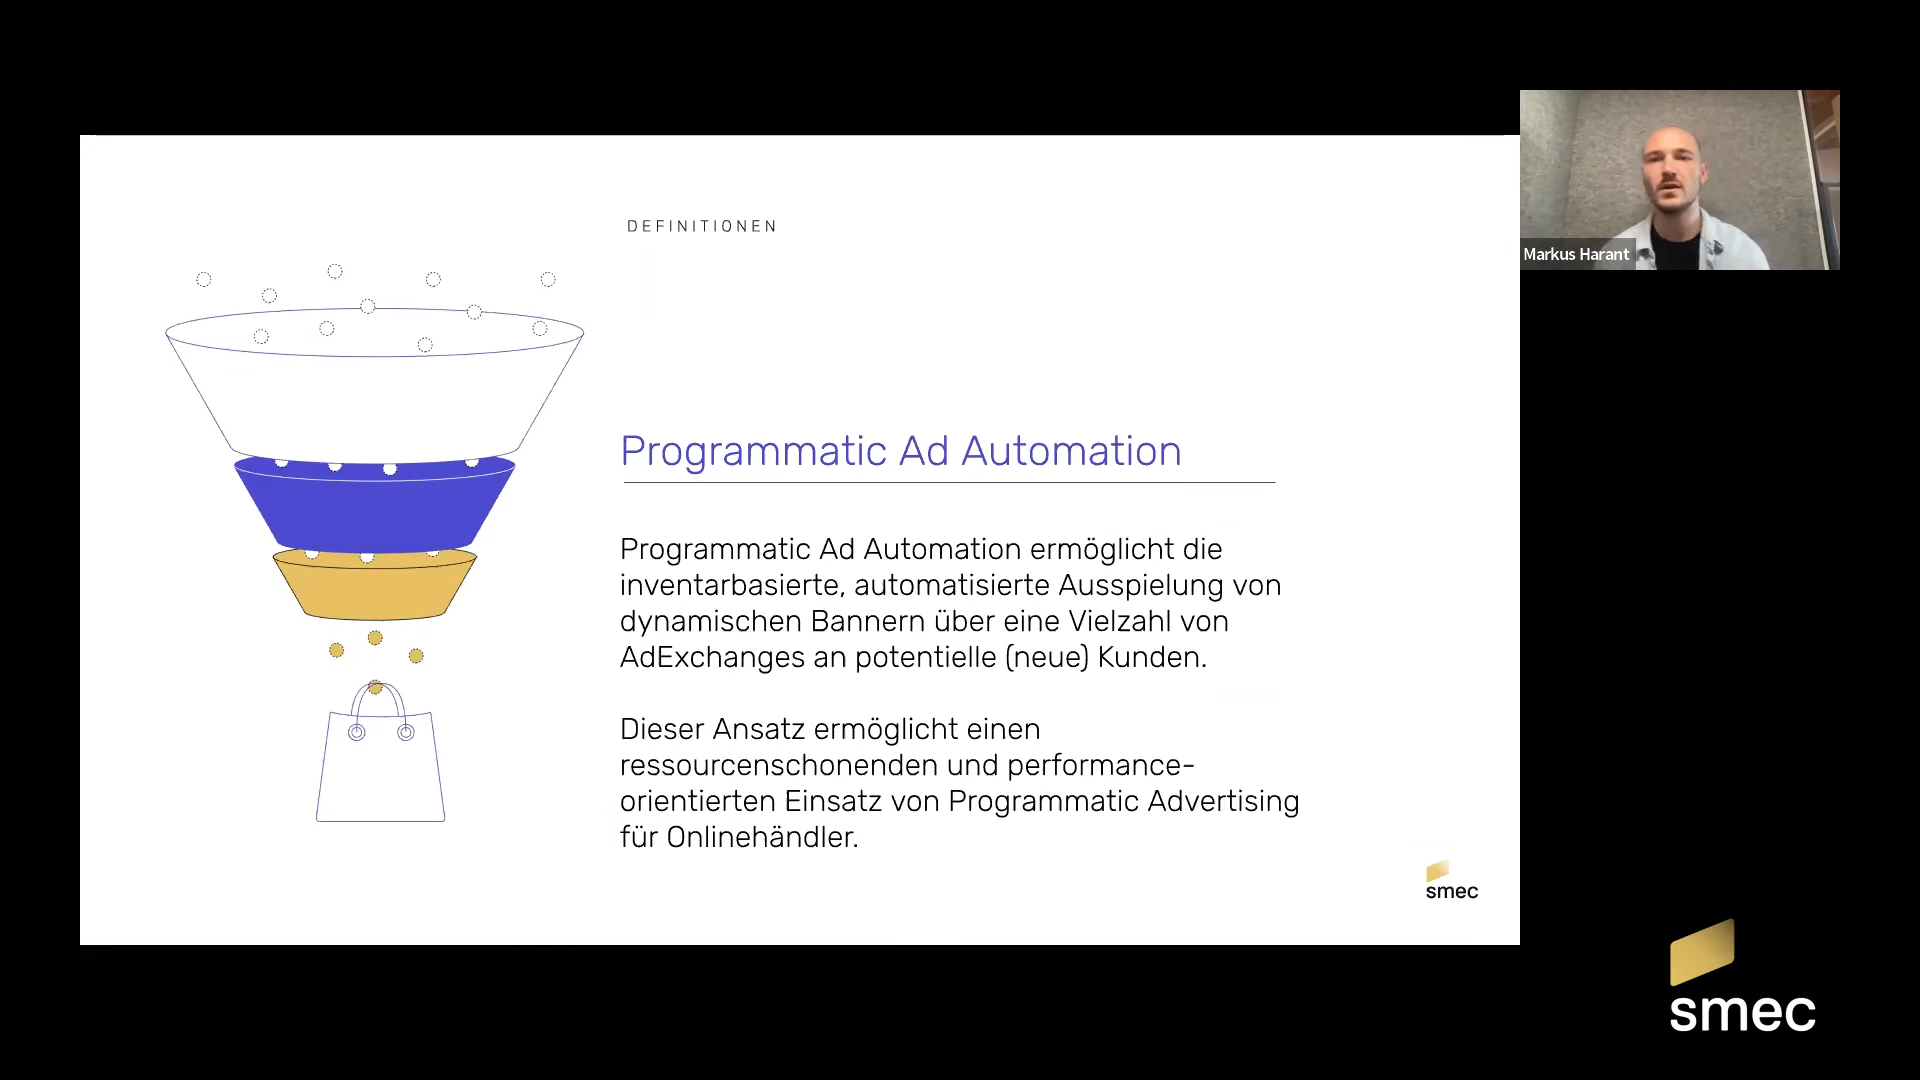 DEFINITIONEN
Programmatic Ad Automation
Programmatic Ad Automation ermöglicht die
inventarbasierte, automatisierte Ausspielung von
dynamischen Bannern über eine Vielzahl von
AdExchanges an potentielle (neue) Kunden.
Dieser Ansatz ermöglicht einen
ressourcenschonenden und performance-
orientierten Einsatz von Programmatic Advertising
für Onlinehändler.
smec
Markus Harant
smec